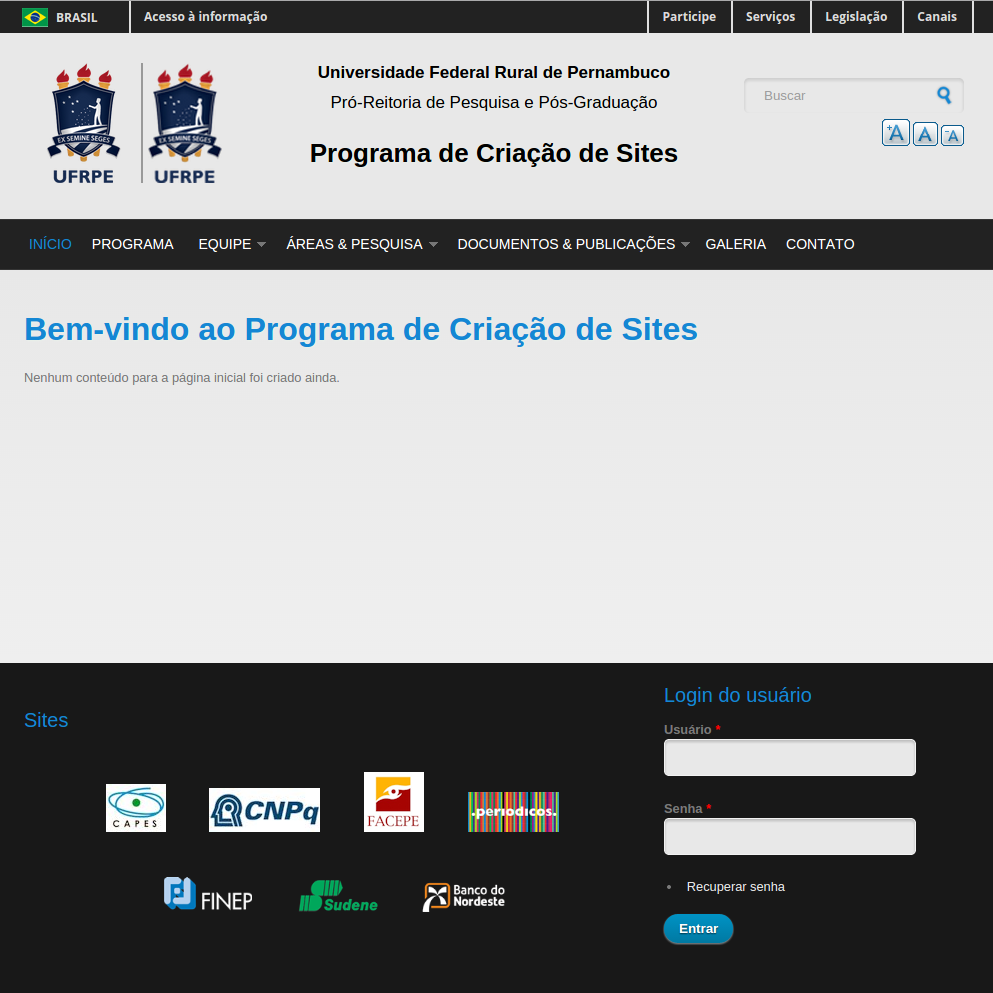 BRASIL
Acesso à informação
Participe
Serviços
Legislação
Canais
EX SEMINE SEGES
UFRPE
EX SEMINE SEGES
UFRPE
Universidade Federal Rural de Pernambuco
Pró-Reitoria de Pesquisa e Pós-Graduação
Programa de Criação de Sites
Buscar
+A
A
-A
INÍCIO
PROGRAMA
EQUIPE
ÁREAS & PESQUISA
DOCUMENTOS & PUBLICAÇÕES
GALERIA
CONTATO
Bem-vindo ao Programa de Criação de Sites
Nenhum conteúdo para a página inicial foi criado ainda.
Sites
CAPES
CNPq
FACEPE
.periodicos.
FINEP
Sudene
Banco do
Nordeste
Login do usuário
Usuário *
Senha *
Recuperar senha
Entrar